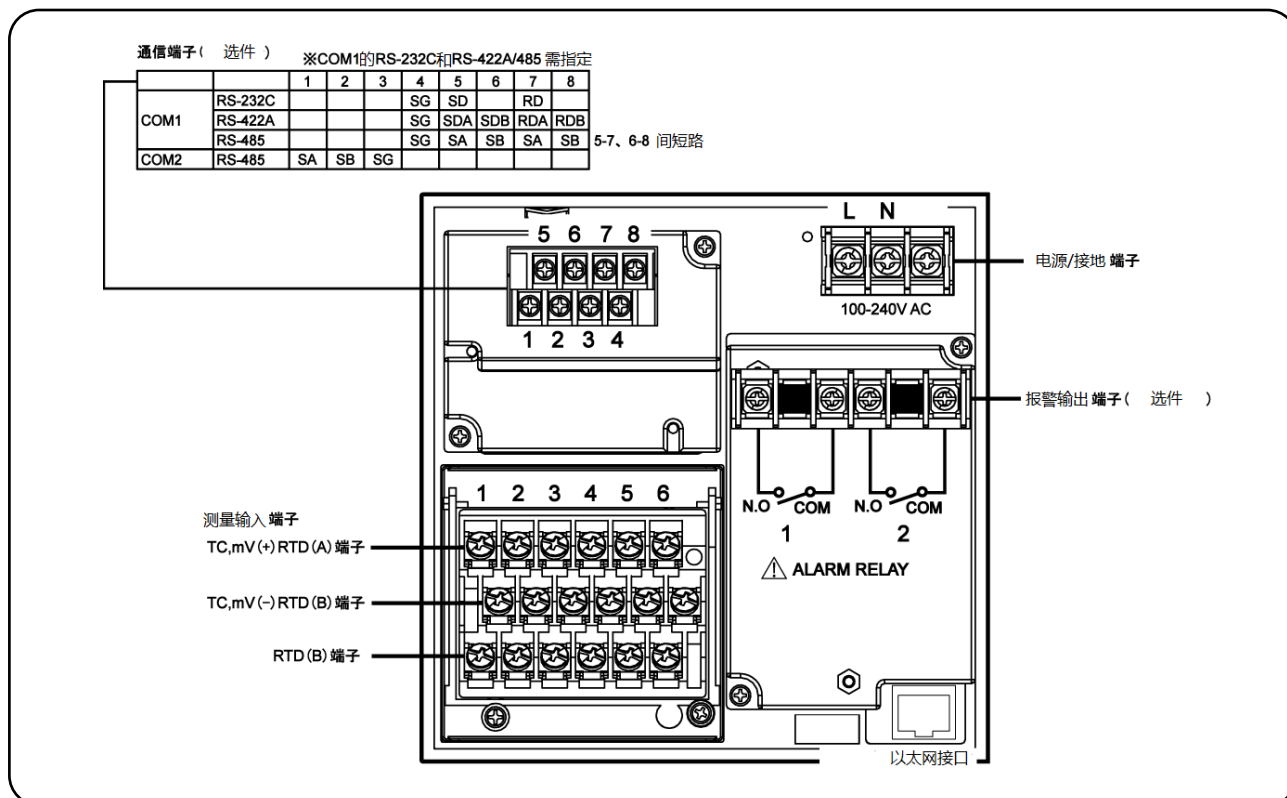 通信端子( 选件 ) ※COM1的RS-232C和RS-422A/485 需指定
1 2 3 4 5 6 7 8
COM1 RS-232C SG SD RD
RS-422A SG SDA SDB RDA RDB
RS-485 SG SA SB SA SB 5-7、6-8 间短路
COM2 RS-485 SA SB SG
L N
5 6 7 8
电源/接地 端子
100-240V AC
1 2 3 4
报警输出 端子( 选件 )
1 2 3 4 5 6
N.O COM N.O COM
测量输入 端子
1 2
TC,mV(+) RTD(A) 端子
ALARM RELAY
TC,mV(−) RTD(B) 端子
RTD(B) 端子
以太网接口